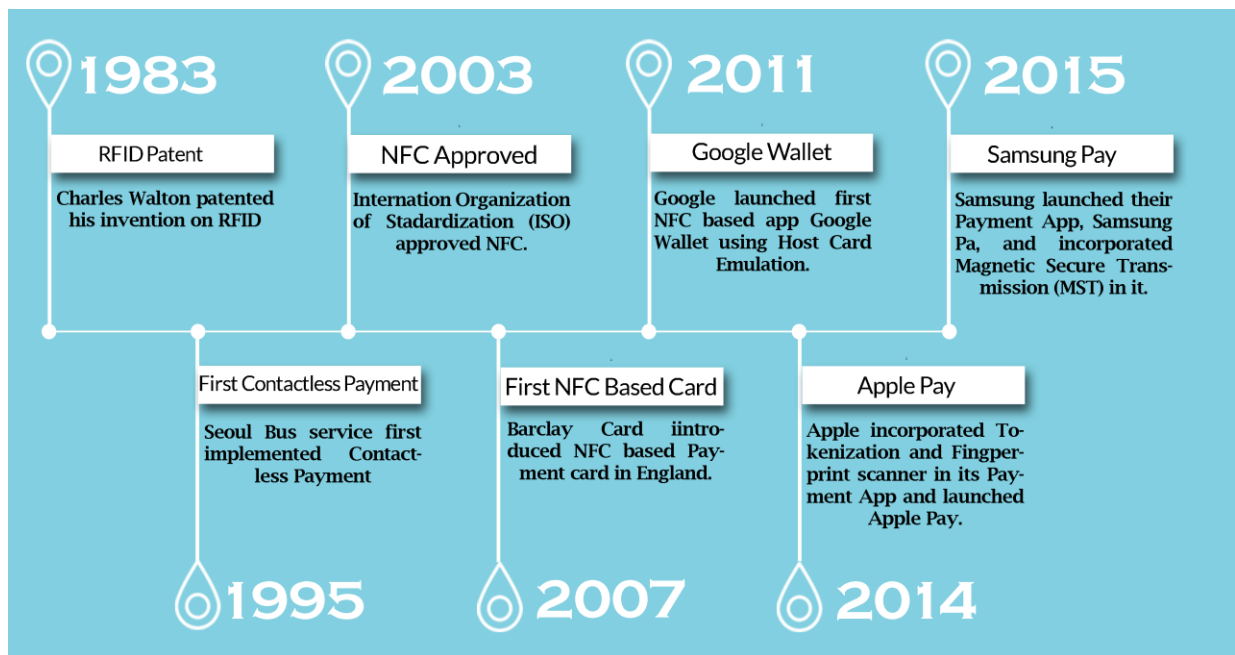 1983
RFID Patent
Charles Walton patented
his invention on RFID
1995
First Contactless Payment
Seoul Bus service first
implemented Contact-
less Payment
2003
NFC Approved
Internation Organization
of Stadardization (ISO)
approved NFC.
2007
First NFC Based Card
Barclay Card iintro-
duced NFC based Pay-
ment card in England.
2011
Google Wallet
Google launched first
NFC based app Google
Wallet using Host Card
Emulation.
2014
Apple Pay
Apple incorporated To-
kenization and Fingper-
print scanner in its Pay-
ment App and launched
Apple Pay.
2015
Samsung Pay
Samsung launched their
Payment App, Samsung
Pa, and incorporated
Magnetic Secure Trans-
mission (MST) in it.